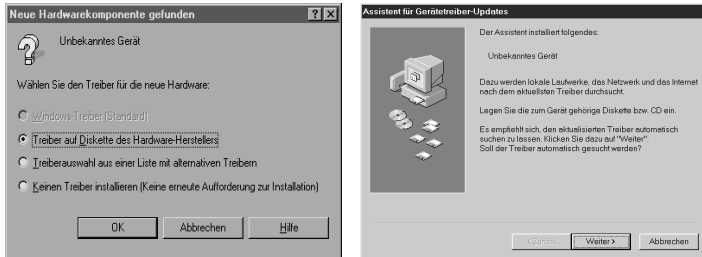 Neue Hardwarekomponente gefunden
Unbekanntes Gerät
Wählen Sie den Treiber für die neue Hardware:
Windows-Treiber (Standard)
Treiber auf Diskette des Hardware-Herstellers
Treiberauswahl aus einer Liste mit alternativen Treibern
Keinen Treiber installieren (Keine erneute Aufforderung zur Installation)
OK
Abbrechen
Hilfe
Assistent für Gerätetreiber-Updates
Der Assistent installiert folgendes:
Unbekanntes Gerät
Dazu werden lokale Laufwerke, das Netzwerk und das Internet
nach dem aktuellsten Treiber durchsucht.
Legen Sie die zum Gerät gehörige Diskette bzw. CD ein.
Es empfiehlt sich, den aktualisierten Treiber automatisch
suchen zu lassen. Klicken Sie dazu auf "Weiter".
Soll der Treiber automatisch gesucht werden?
< Zurück
Weiter >
Abbrechen